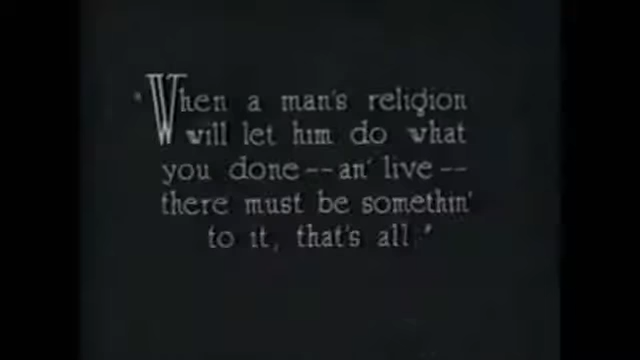 "When a man's religion
will let him do what
you done--an' live--
there must be somethin'
to it, that's all."